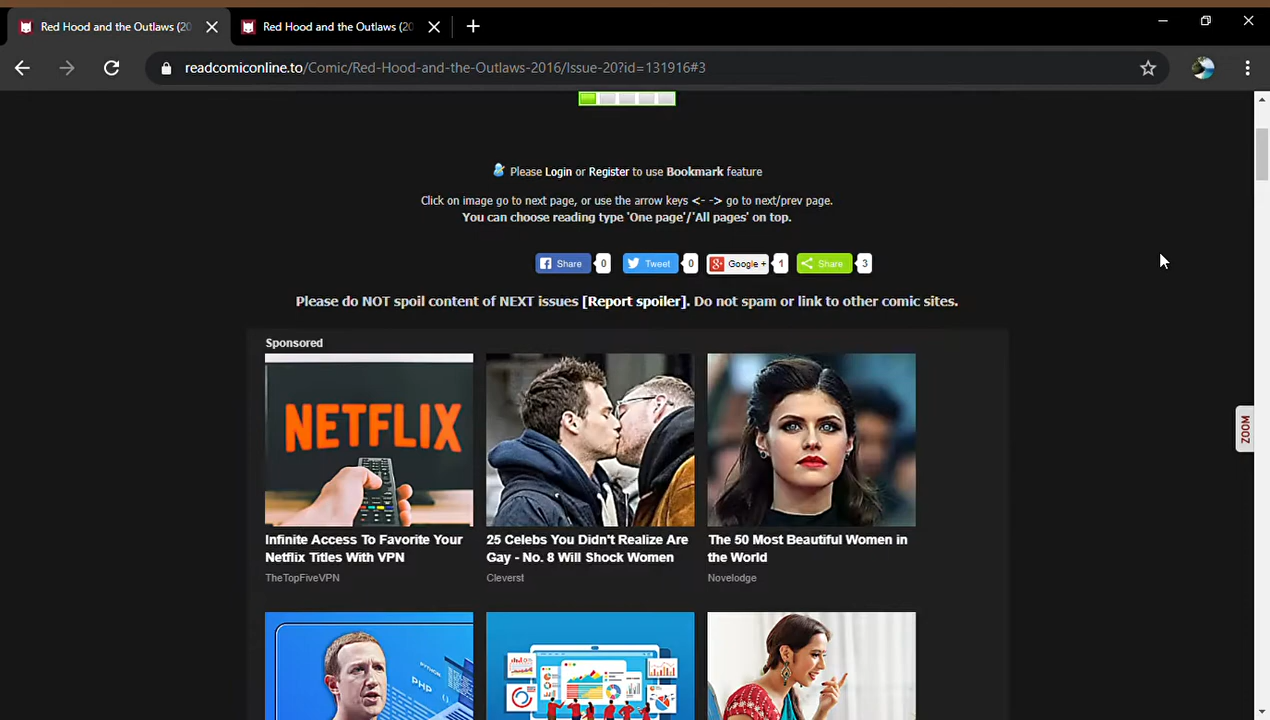 Red Hood and the Outlaws (20
Red Hood and the Outlaws (20
readcomiconline.to/Comic/Red-Hood-and-the-Outlaws-2016/Issue-20?id=131916#3
Please Login or Register to use Bookmark feature
Click on image go to next page, or use the arrow keys <- -> go to next/prev page.
You can choose reading type 'One page'/'All pages' on top.
Share 0 Tweet 0 Google + 1 Share 3
Please do NOT spoil content of NEXT issues [Report spoiler]. Do not spam or link to other comic sites.
Sponsored
NETFLIX
Infinite Access To Favorite Your
Netflix Titles With VPN
TheTopFiveVPN
25 Celebs You Didn't Realize Are
Gay - No. 8 Will Shock Women
Cleverst
The 50 Most Beautiful Women in
the World
Novelodge
ZOOM
PHP